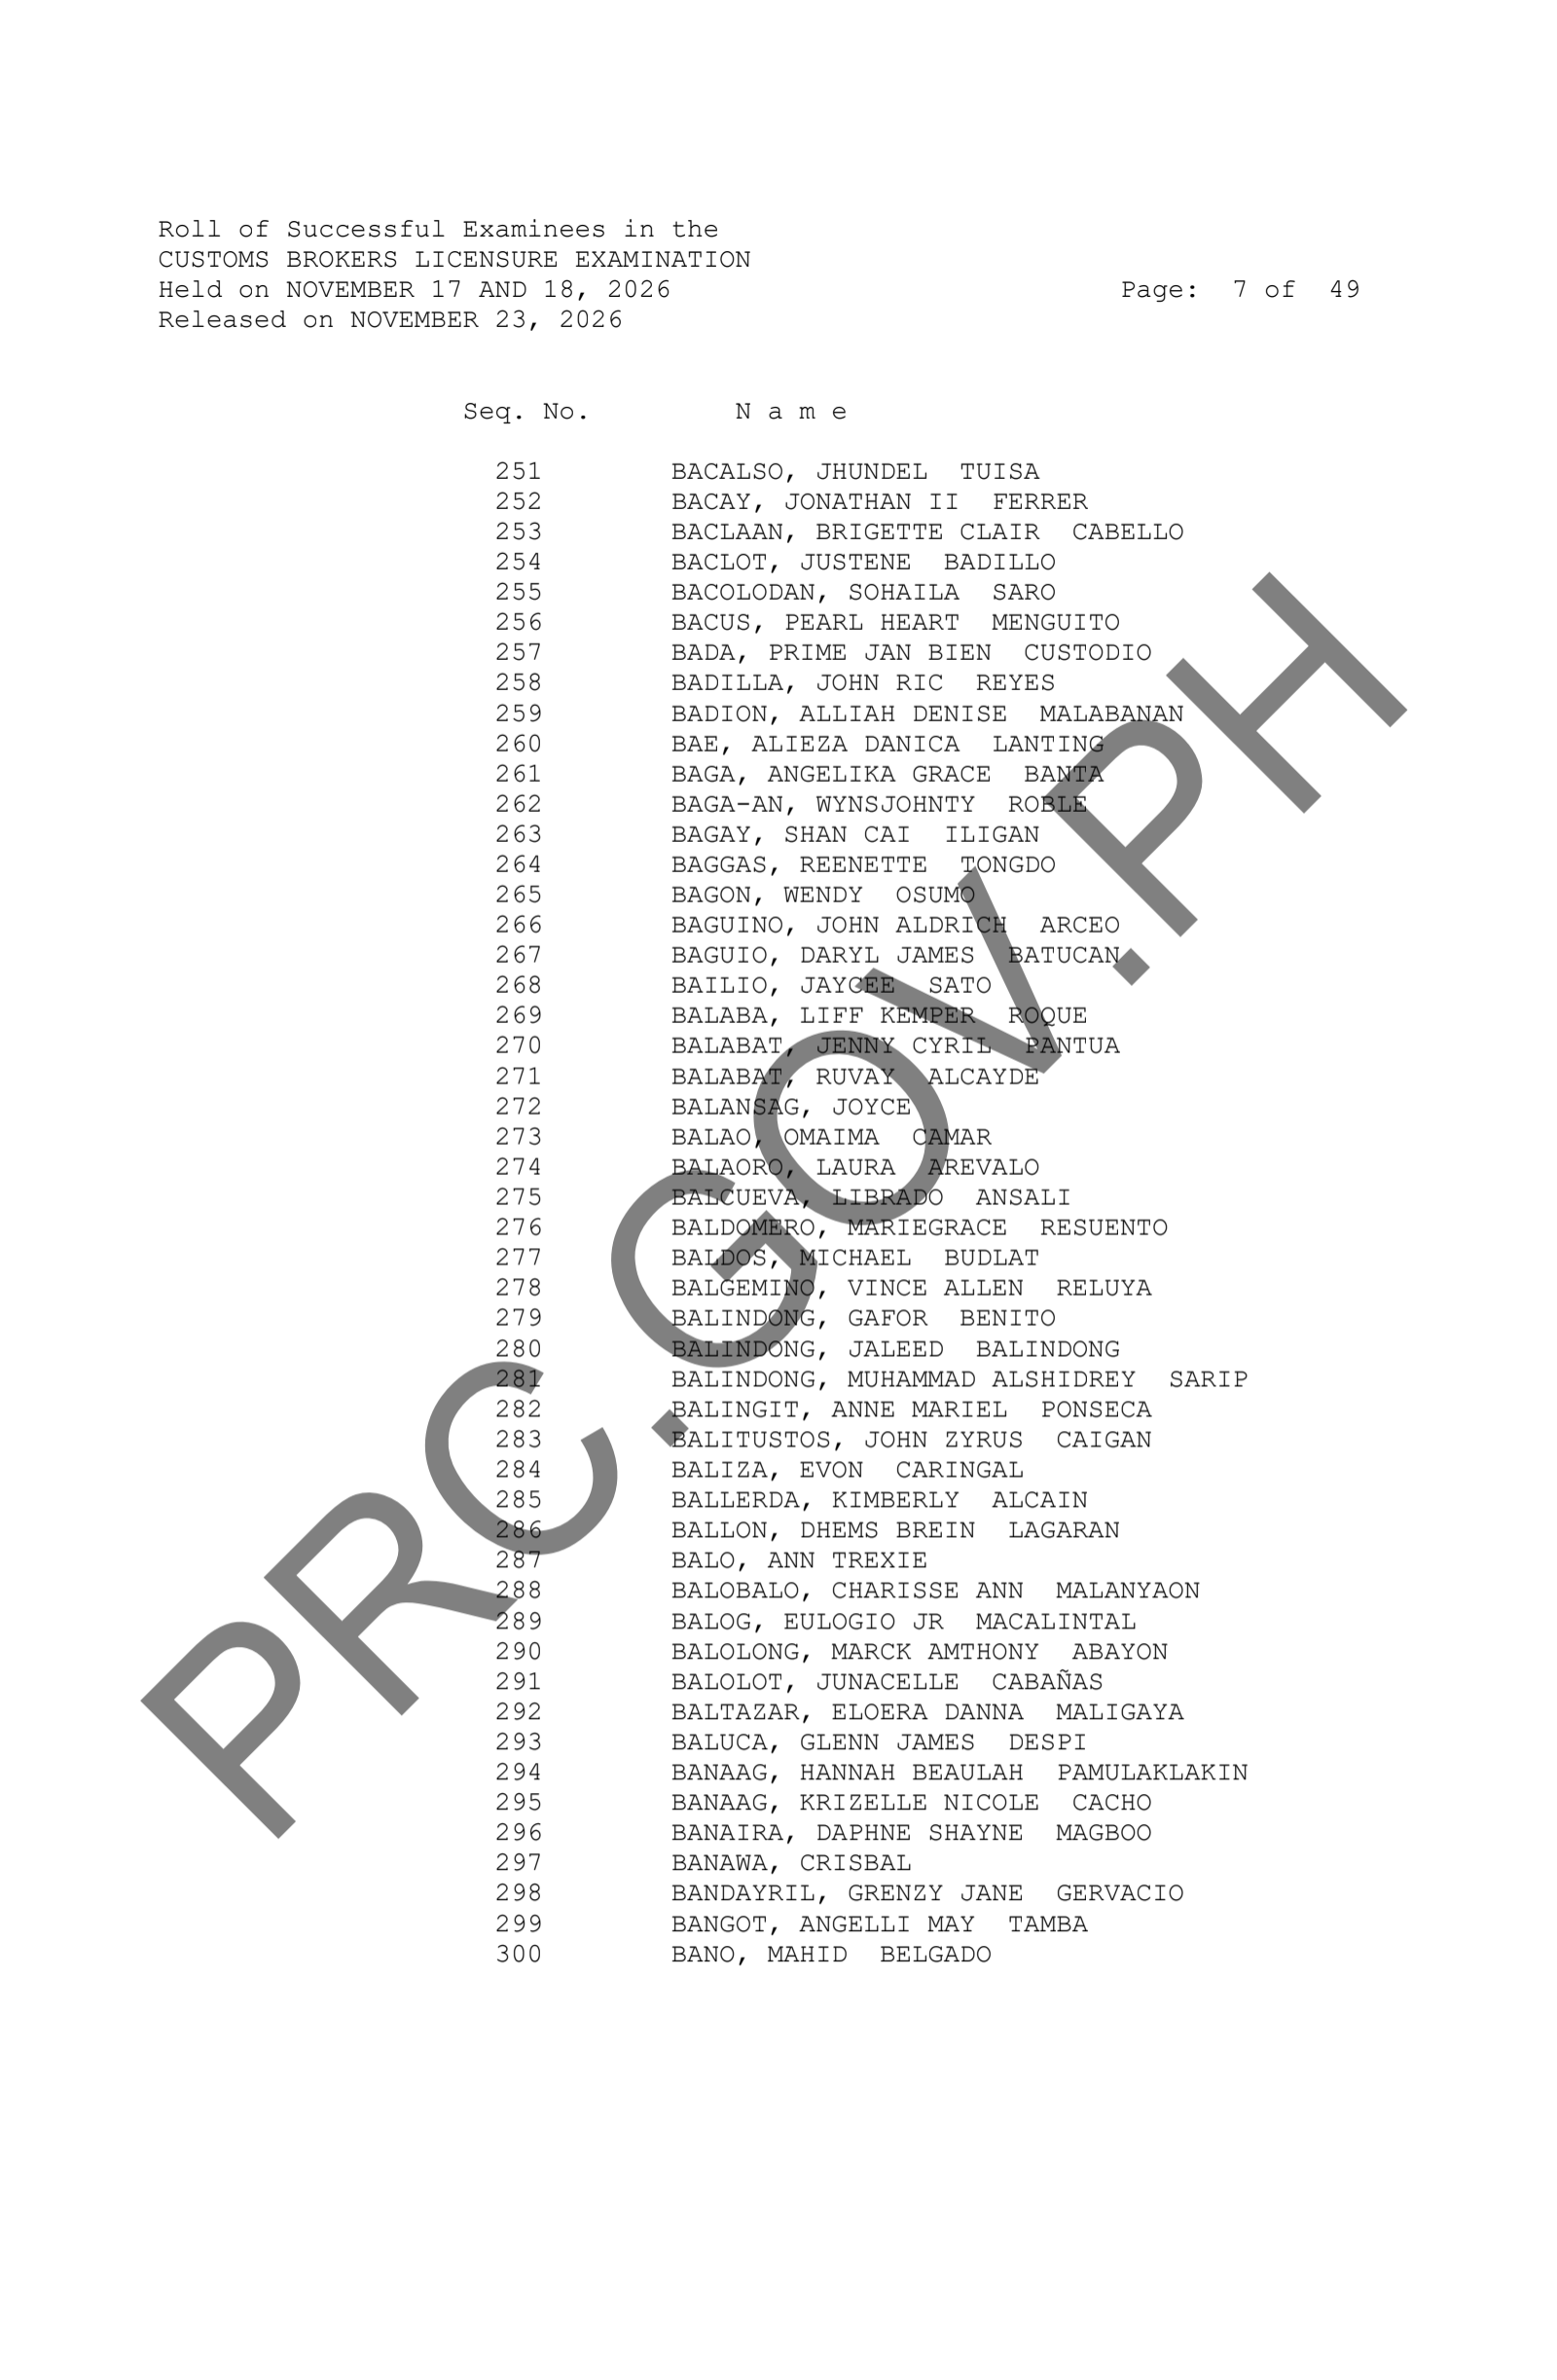 Roll of Successful Examinees in the
CUSTOMS BROKERS LICENSURE EXAMINATION
Held on NOVEMBER 17 AND 18, 2026 Page: 7 of 49
Released on NOVEMBER 23, 2026
Seq. No. N a m e
251 BACALSO, JHUNDEL TUISA
252 BACAY, JONATHAN II FERRER
253 BACLAAN, BRIGETTE CLAIR CABELLO
254 BACLOT, JUSTENE BADILLO
255 BACOLODAN, SOHAILA SARO
256 BACUS, PEARL HEART MENGUITO
257 BADA, PRIME JAN BIEN CUSTODIO
258 BADILLA, JOHN RIC REYES
259 BADION, ALLIAH DENISE MALABANAN
260 BAE, ALIEZA DANICA LANTING
261 BAGA, ANGELIKA GRACE BANTA
262 BAGA-AN, WYNSJOHNTY ROBLE
263 BAGAY, SHAN CAI ILIGAN
264 BAGGAS, REENETTE TONGDO
265 BAGON, WENDY OSUMO
266 BAGUINO, JOHN ALDRICH ARCEO
267 BAGUIO, DARYL JAMES BATUCAN
268 BAILIO, JAYCEE SATO
269 BALABA, LIFF KEMPER ROQUE
270 BALABAT, JENNY CYRIL PANTUA
271 BALABAT, RUVAY ALCAYDE
272 BALANSAG, JOYCE
273 BALAO, OMAIMA CAMAR
274 BALAORO, LAURA AREVALO
275 BALCUEVA, LIBRADO ANSALI
276 BALDOMERO, MARIEGRACE RESUENTO
277 BALDOS, MICHAEL BUDLAT
278 BALGEMINO, VINCE ALLEN RELUYA
279 BALINDONG, GAFOR BENITO
280 BALINDONG, JALEED BALINDONG
281 BALINDONG, MUHAMMAD ALSHIDREY SARIP
282 BALINGIT, ANNE MARIEL PONSECA
283 BALITUSTOS, JOHN ZYRUS CAIGAN
284 BALIZA, EVON CARINGAL
285 BALLERDA, KIMBERLY ALCAIN
286 BALLON, DHEMS BREIN LAGARAN
287 BALO, ANN TREXIE
288 BALOBALO, CHARISSE ANN MALANYAON
289 BALOG, EULOGIO JR MACALINTAL
290 BALOLONG, MARCK AMTHONY ABAYON
291 BALOLOT, JUNACELLE CABAÑAS
292 BALTAZAR, ELOERA DANNA MALIGAYA
293 BALUCA, GLENN JAMES DESPI
294 BANAAG, HANNAH BEAULAH PAMULAKLAKIN
295 BANAAG, KRIZELLE NICOLE CACHO
296 BANAIRA, DAPHNE SHAYNE MAGBOO
297 BANAWA, CRISBAL
298 BANDAYRIL, GRENZY JANE GERVACIO
299 BANGOT, ANGELLI MAY TAMBA
300 BANO, MAHID BELGADO
PRC.GOV.PH